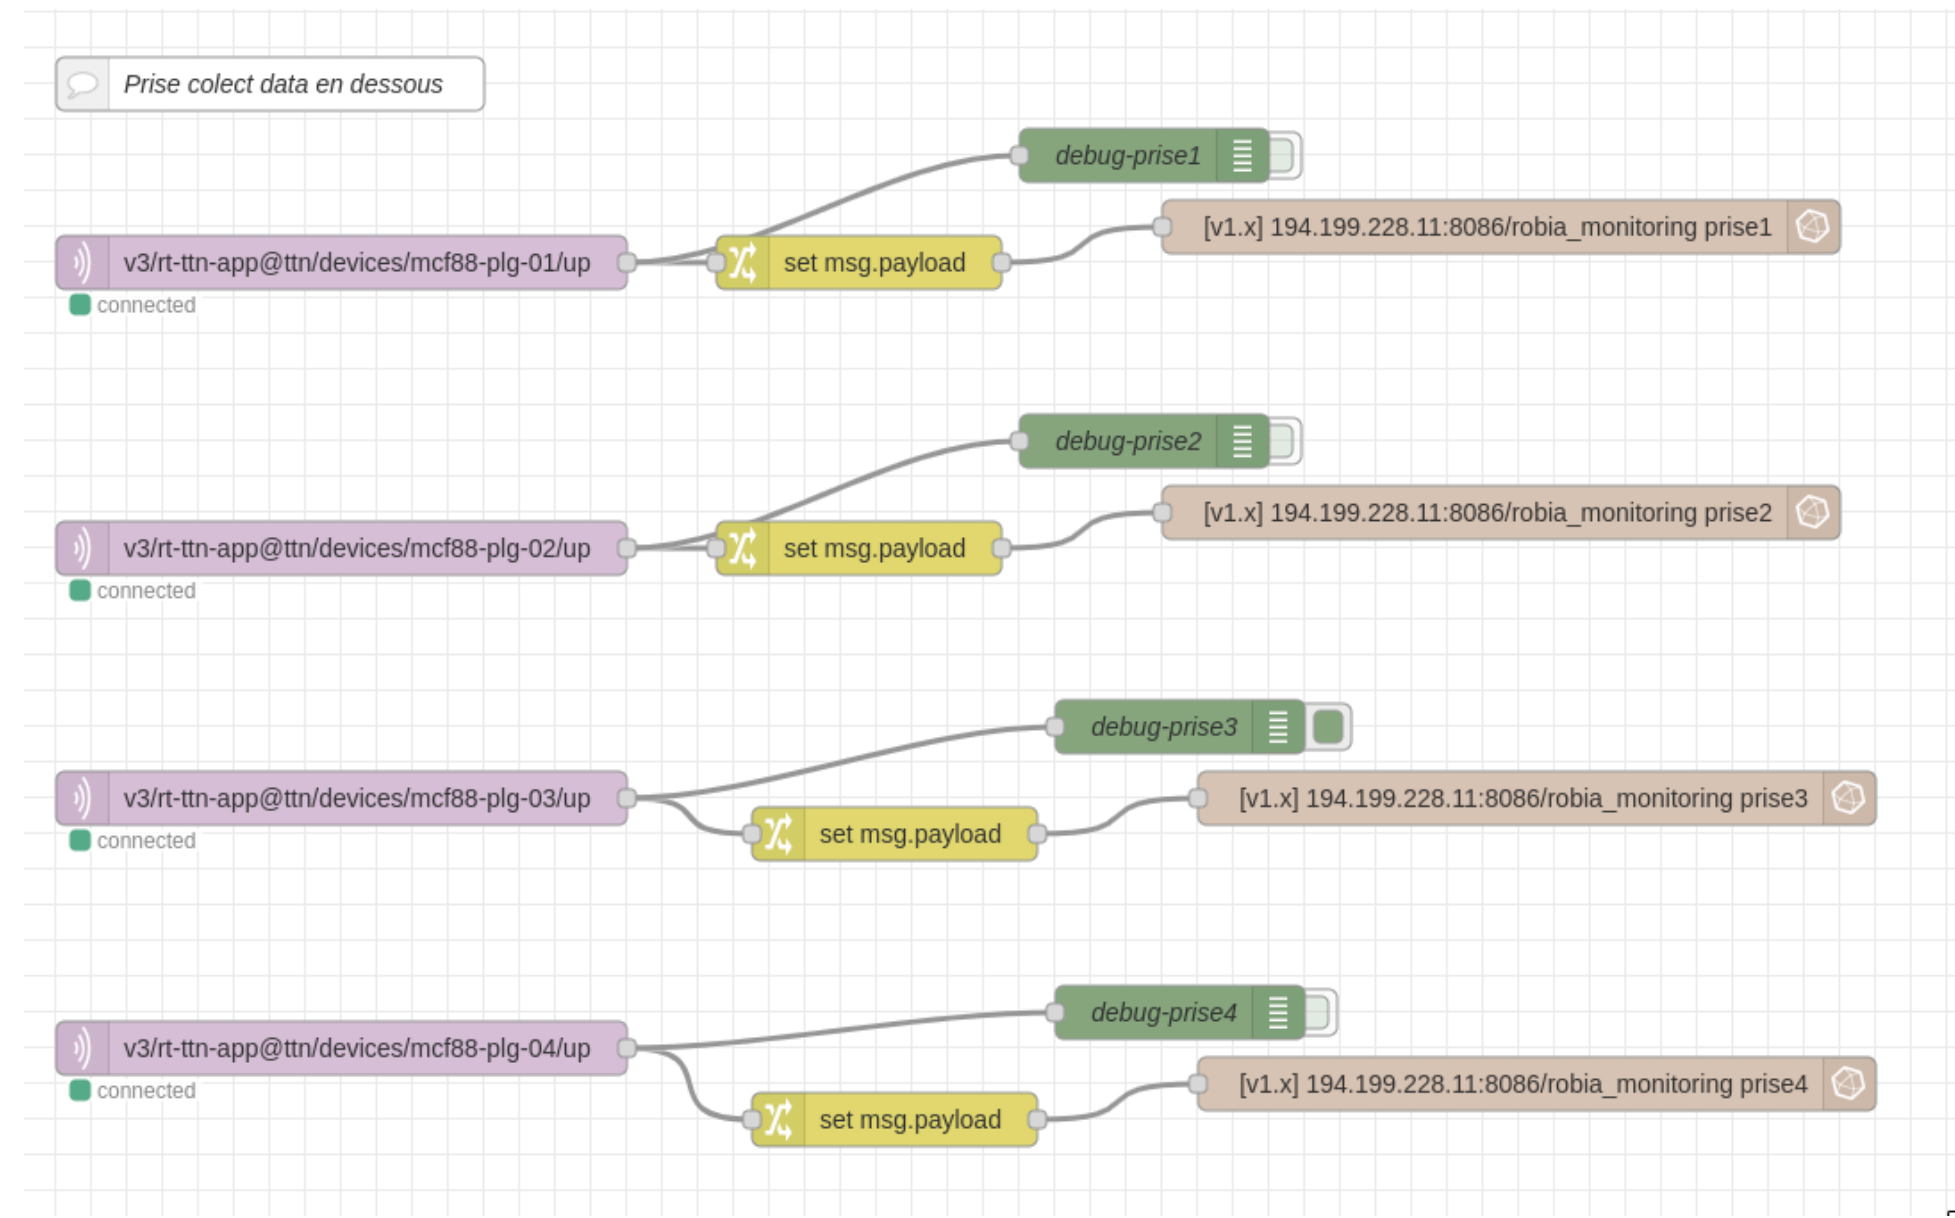 Prise colect data en dessous
debug-prise1
[v1.x] 194.199.228.11:8086/robia_monitoring prise1
v3/rt-ttn-app@ttn/devices/mcf88-plg-01/up
set msg.payload
connected
debug-prise2
[v1.x] 194.199.228.11:8086/robia_monitoring prise2
v3/rt-ttn-app@ttn/devices/mcf88-plg-02/up
set msg.payload
connected
debug-prise3
v3/rt-ttn-app@ttn/devices/mcf88-plg-03/up
[v1.x] 194.199.228.11:8086/robia_monitoring prise3
set msg.payload
connected
debug-prise4
v3/rt-ttn-app@ttn/devices/mcf88-plg-04/up
[v1.x] 194.199.228.11:8086/robia_monitoring prise4
connected
set msg.payload